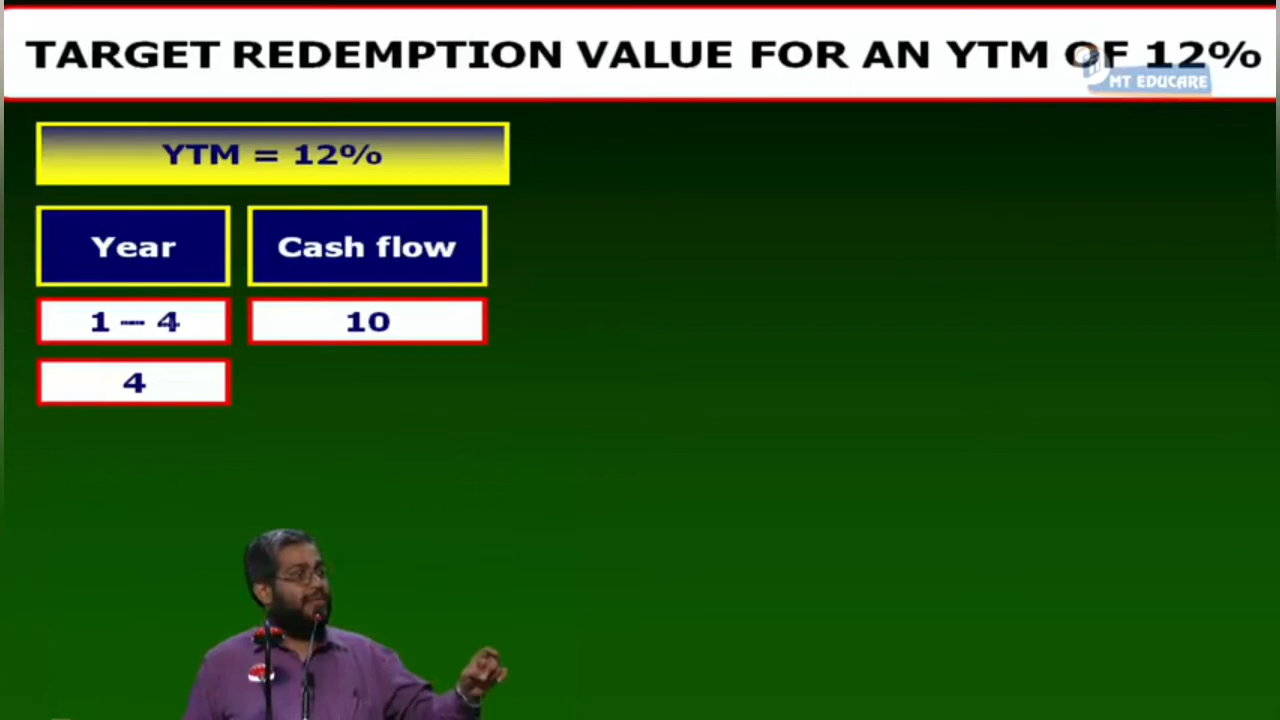 TARGET REDEMPTION VALUE FOR AN YTM OF 12%
MT EDUCARE
YTM = 12%
Year Cash flow
1 – 4 10
4